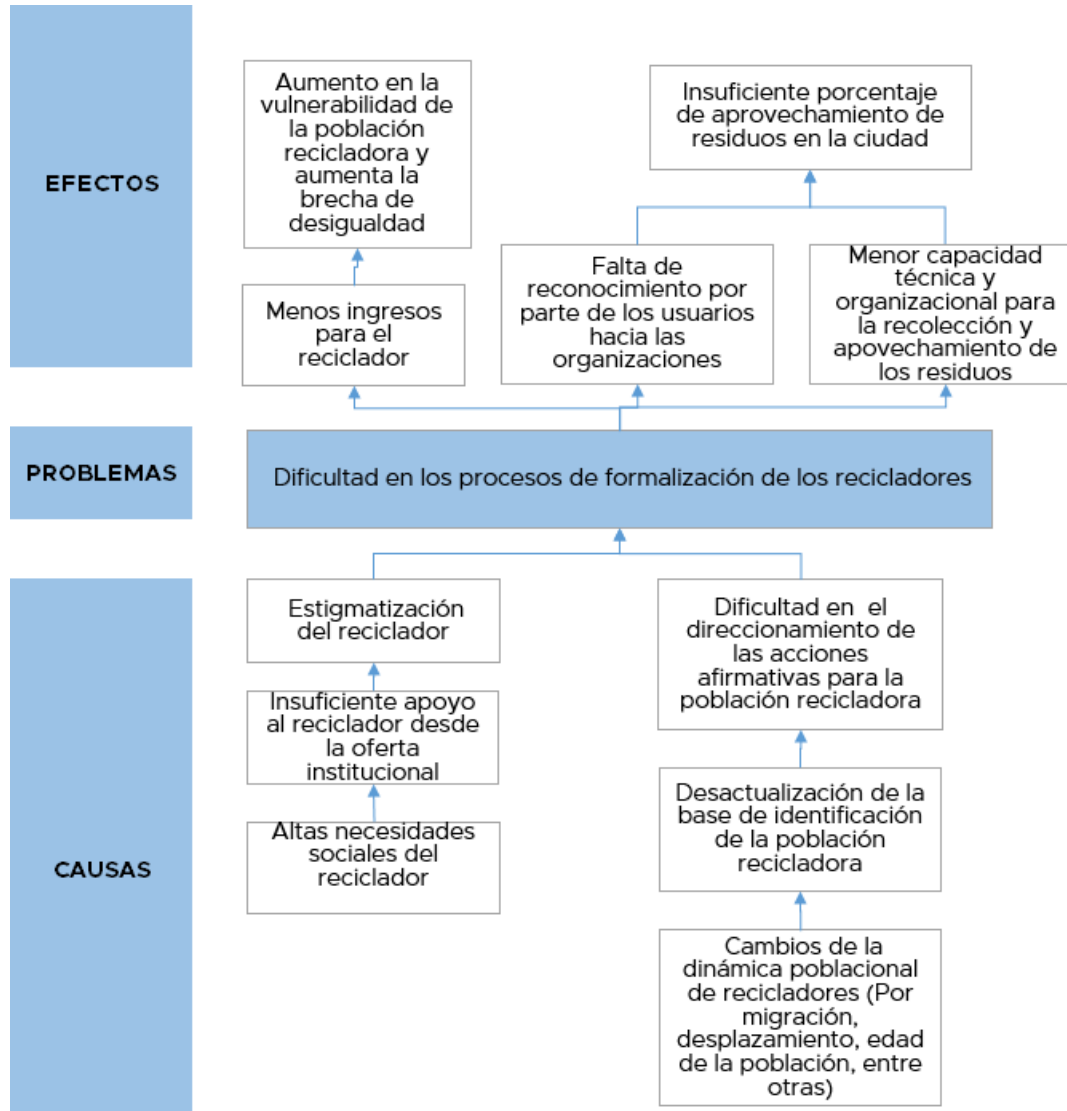 EFECTOS
Aumento en la
vulnerabilidad de
la población
recicladora y
aumenta la
brecha de
desigualdad
Insuficiente porcentaje
de aprovechamiento de
residuos en la ciudad
Menos ingresos
para el
reciclador
Falta de
reconocimiento por
parte de los usuarios
hacia las
organizaciones
Menor capacidad
técnica y
organizacional para
la recolección y
apovechamiento de
los residuos
PROBLEMAS
Dificultad en los procesos de formalización de los recicladores
CAUSAS
Estigmatización
del reciclador
Insuficiente apoyo
al reciclador desde
la oferta
institucional
Altas necesidades
sociales del
reciclador
Dificultad en el
direccionamiento de
las acciones
afirmativas para la
población recicladora
Desactualización de la
base de identificación
de la población
recicladora
Cambios de la
dinámica poblacional
de recicladores (Por
migración,
desplazamiento, edad
de la población, entre
otras)